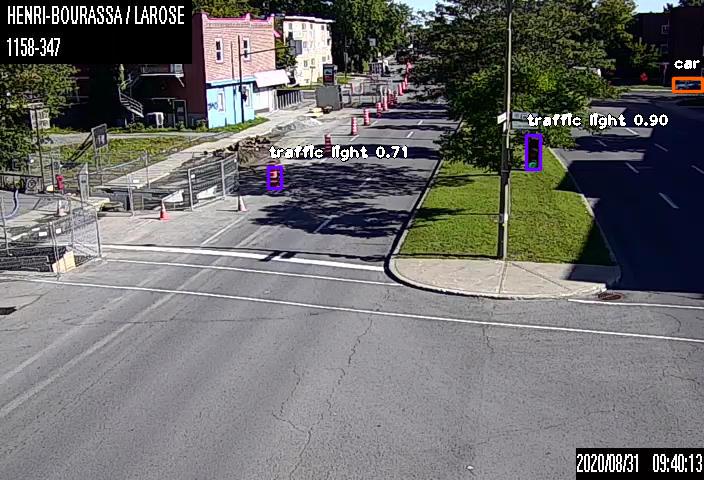 HENRI-BOURASSA / LAROSE
1158-347
car
traffic light 0.90
traffic light 0.71
2020/08/31 09:40:13